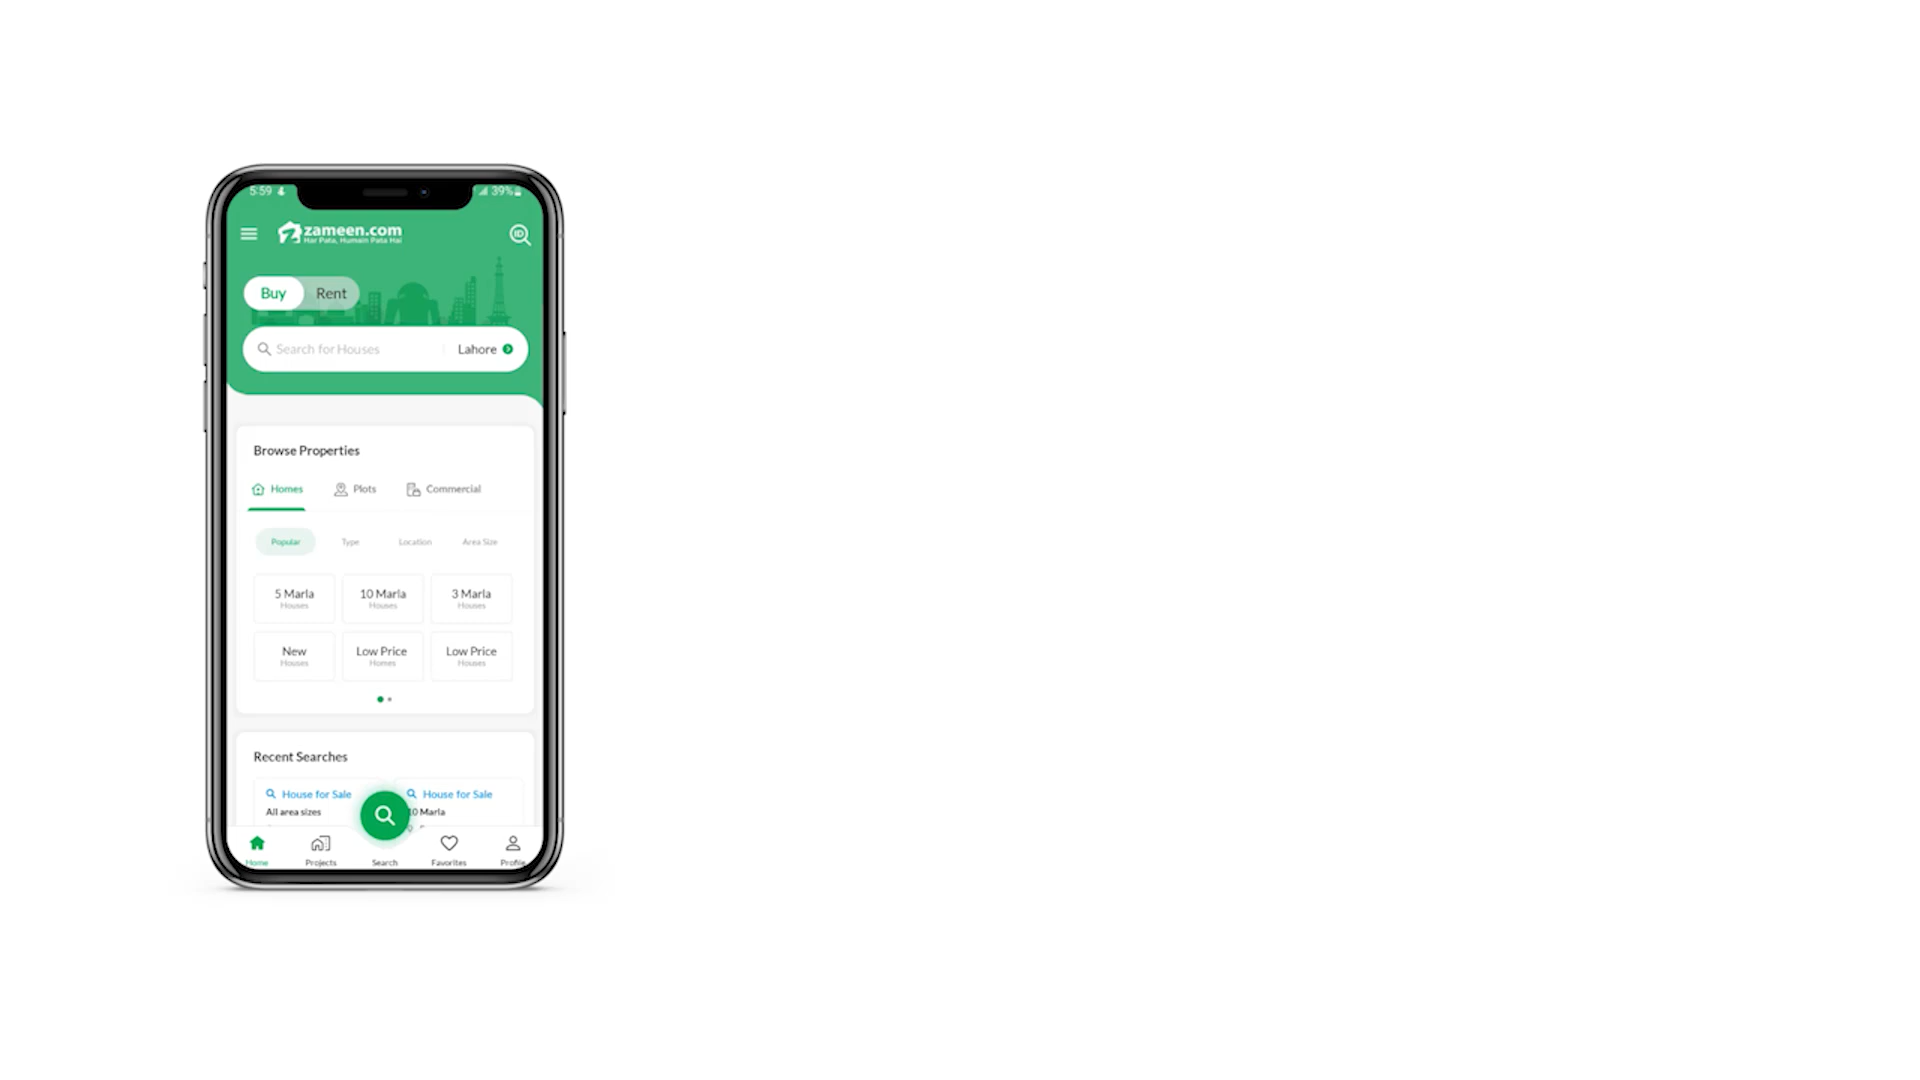 5:59 39%
zameen.com
Har Pata, Humein Pata Hai
ID
Buy Rent
Search for Houses Lahore
Browse Properties
Homes Plots Commercial
Popular Type Location Area Size
5 Marla 10 Marla 3 Marla
Houses Houses Houses
New Low Price Low Price
Houses Homes Houses
Recent Searches
House for Sale House for Sale
All area sizes 10 Marla
Home Projects Search Favorites Profile